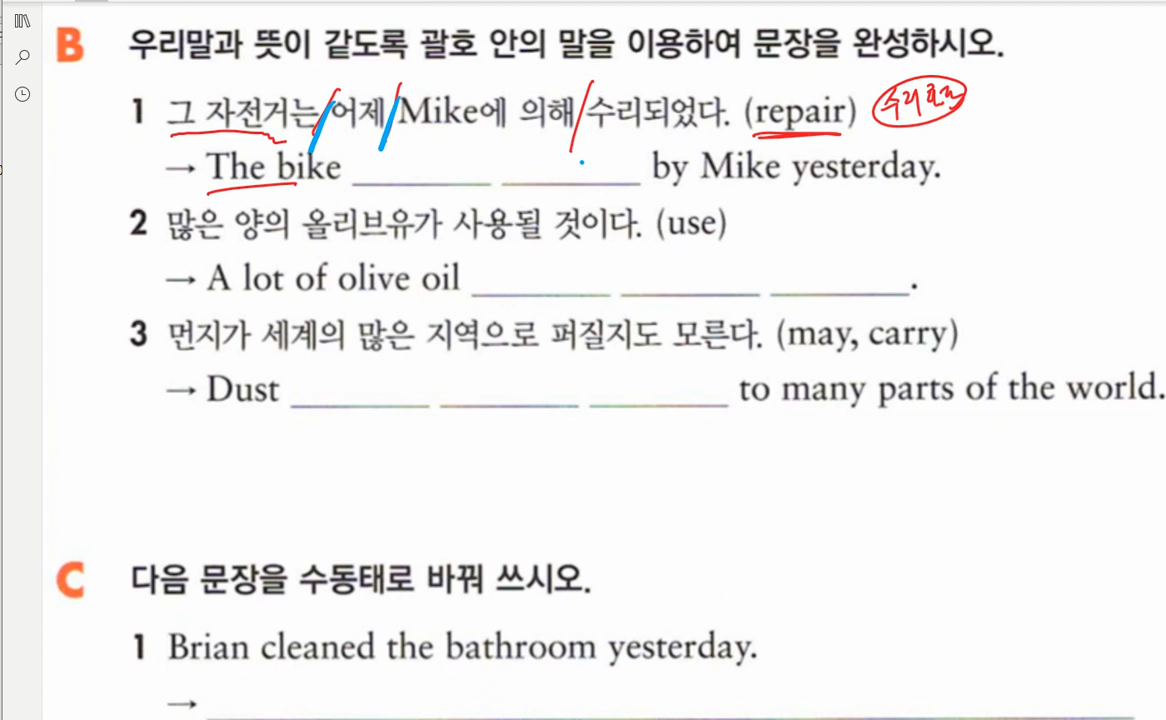 B 우리말과 뜻이 같도록 괄호 안의 말을 이용하여 문장을 완성하시오.
1 그 자전거는 어제 Mike에 의해 수리되었다. (repair)
→ The bike ________ ________ by Mike yesterday.
2 많은 양의 올리브유가 사용될 것이다. (use)
→ A lot of olive oil ________ ________ ________.
3 먼지가 세계의 많은 지역으로 퍼질지도 모른다. (may, carry)
→ Dust ________ ________ ________ to many parts of the world.
C 다음 문장을 수동태로 바꿔 쓰시오.
1 Brian cleaned the bathroom yesterday.
→ ________